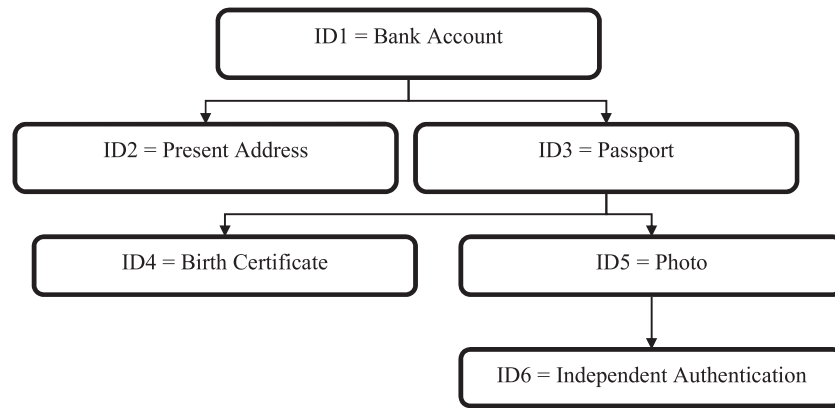 ID1 = Bank Account
ID2 = Present Address
ID3 = Passport
ID4 = Birth Certificate
ID5 = Photo
ID6 = Independent Authentication